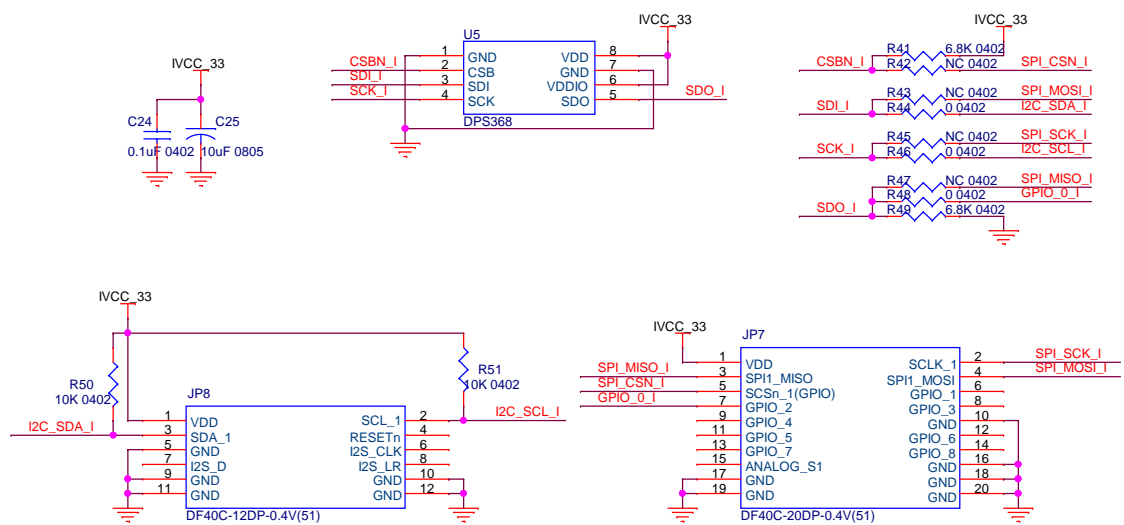 IVCC_33
C24
C25
0.1uF 0402
10uF 0805
U5
IVCC_33
1 GND VDD 8
CSBN_I 2 CSB GND 7
SDI_I 3 SDI VDDIO 6
SCK_I 4 SCK SDO 5 SDO_I
DPS368
IVCC_33
R41 6.8K 0402
CSBN_I R42 NC 0402 SPI_CSN_I
R43 NC 0402 SPI_MOSI_I
SDI_I R44 0 0402 I2C_SDA_I
R45 NC 0402 SPI_SCK_I
SCK_I R46 0 0402 I2C_SCL_I
R47 NC 0402 SPI_MISO_I
R48 0 0402 GPIO_0_I
SDO_I R49 6.8K 0402
IVCC_33
R50
10K 0402
R51
10K 0402
JP8
1 VDD SCL_1 2 I2C_SCL_I
I2C_SDA_I 3 SDA_1 RESETn 4
5 GND I2S_CLK 6
7 I2S_D I2S_LR 8
9 GND GND 10
11 GND GND 12
DF40C-12DP-0.4V(51)
IVCC_33
JP7
1 VDD SCLK_1 2 SPI_SCK_I
SPI_MISO_I 3 SPI1_MISO SPI1_MOSI 4 SPI_MOSI_I
SPI_CSN_I 5 SCSn_1(GPIO) GPIO_1 6
GPIO_0_I 7 GPIO_2 GPIO_3 8
9 GPIO_4 GND 10
11 GPIO_5 GPIO_6 12
13 GPIO_7 GPIO_8 14
15 ANALOG_S1 GND 16
17 GND GND 18
19 GND GND 20
DF40C-20DP-0.4V(51)